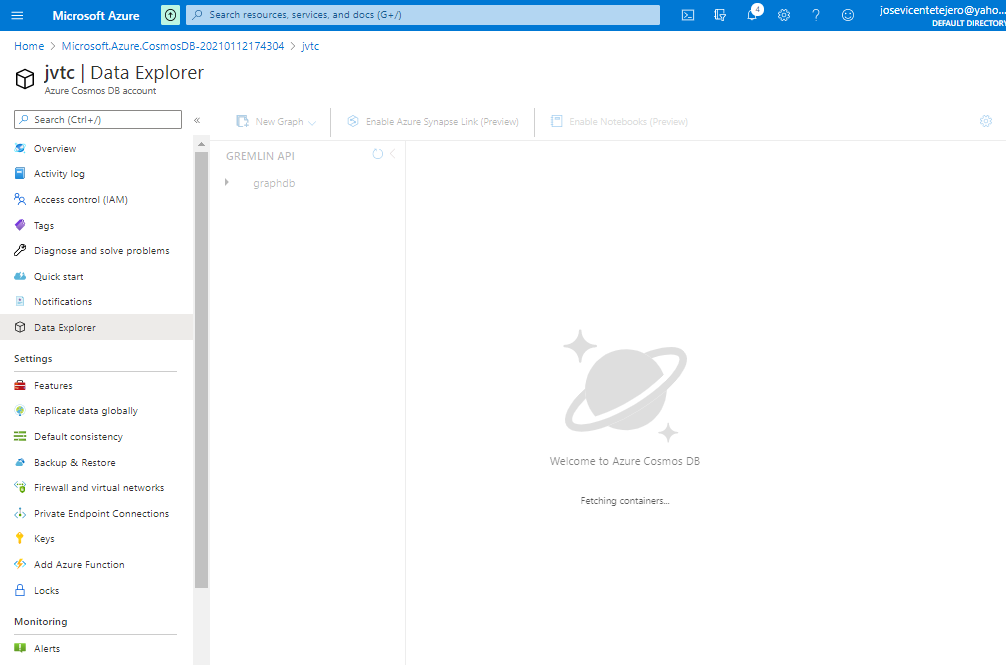 Microsoft Azure
Search resources, services, and docs (G+/)
4
josevicentetejero@yaho...
DEFAULT DIRECTORY
Home > Microsoft.Azure.CosmosDB-20210112174304 > jvtc
jvtc | Data Explorer
Azure Cosmos DB account
Search (Ctrl+/)
«
New Graph
Enable Azure Synapse Link (Preview)
Enable Notebooks (Preview)
Overview
Activity log
Access control (IAM)
Tags
Diagnose and solve problems
Quick start
Notifications
Data Explorer
Settings
Features
Replicate data globally
Default consistency
Backup & Restore
Firewall and virtual networks
Private Endpoint Connections
Keys
Add Azure Function
Locks
Monitoring
Alerts
GREMLIN API
graphdb
Welcome to Azure Cosmos DB
Fetching containers...